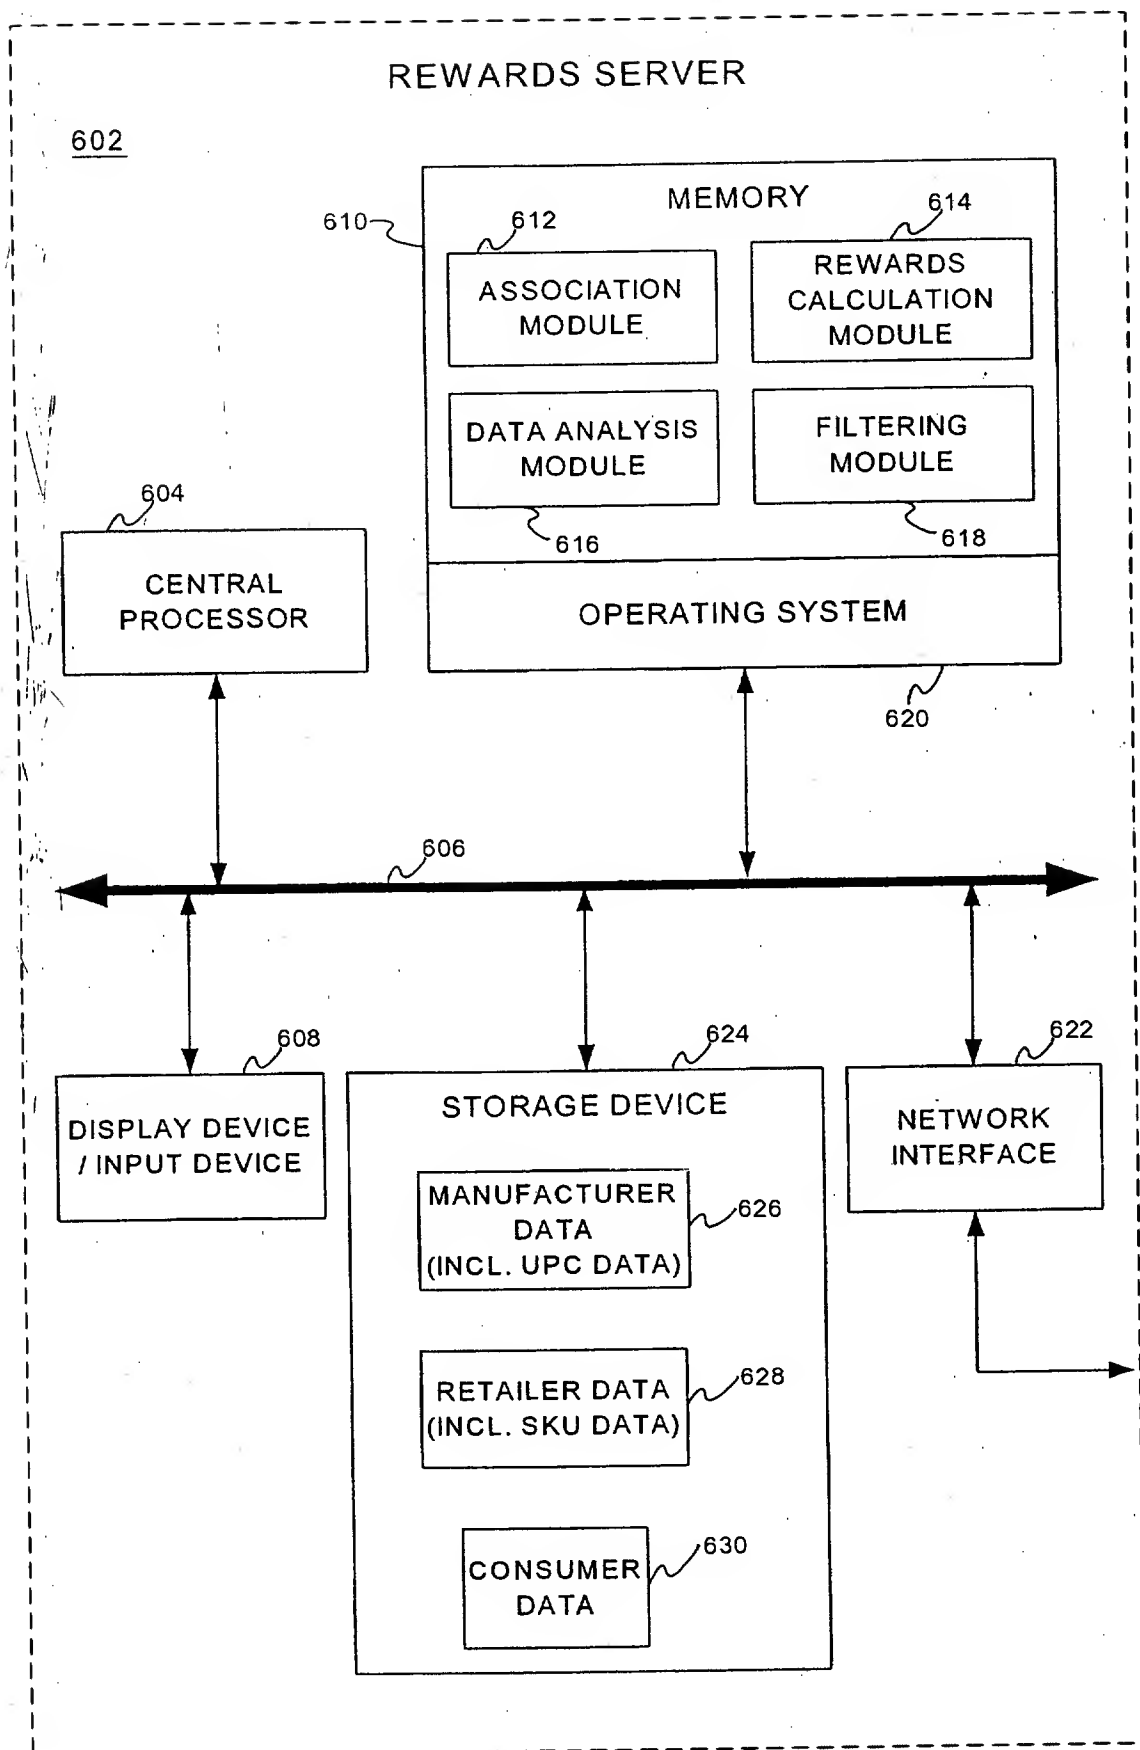 REWARDS SERVER
602
MEMORY
610
612
614
ASSOCIATION
MODULE
REWARDS
CALCULATION
MODULE
DATA ANALYSIS
MODULE
FILTERING
MODULE
616
618
604
CENTRAL
PROCESSOR
OPERATING SYSTEM
620
606
608
624
622
DISPLAY DEVICE
/ INPUT DEVICE
STORAGE DEVICE
NETWORK
INTERFACE
MANUFACTURER
DATA
(INCL. UPC DATA)
626
RETAILER DATA
(INCL. SKU DATA)
628
CONSUMER
DATA
630